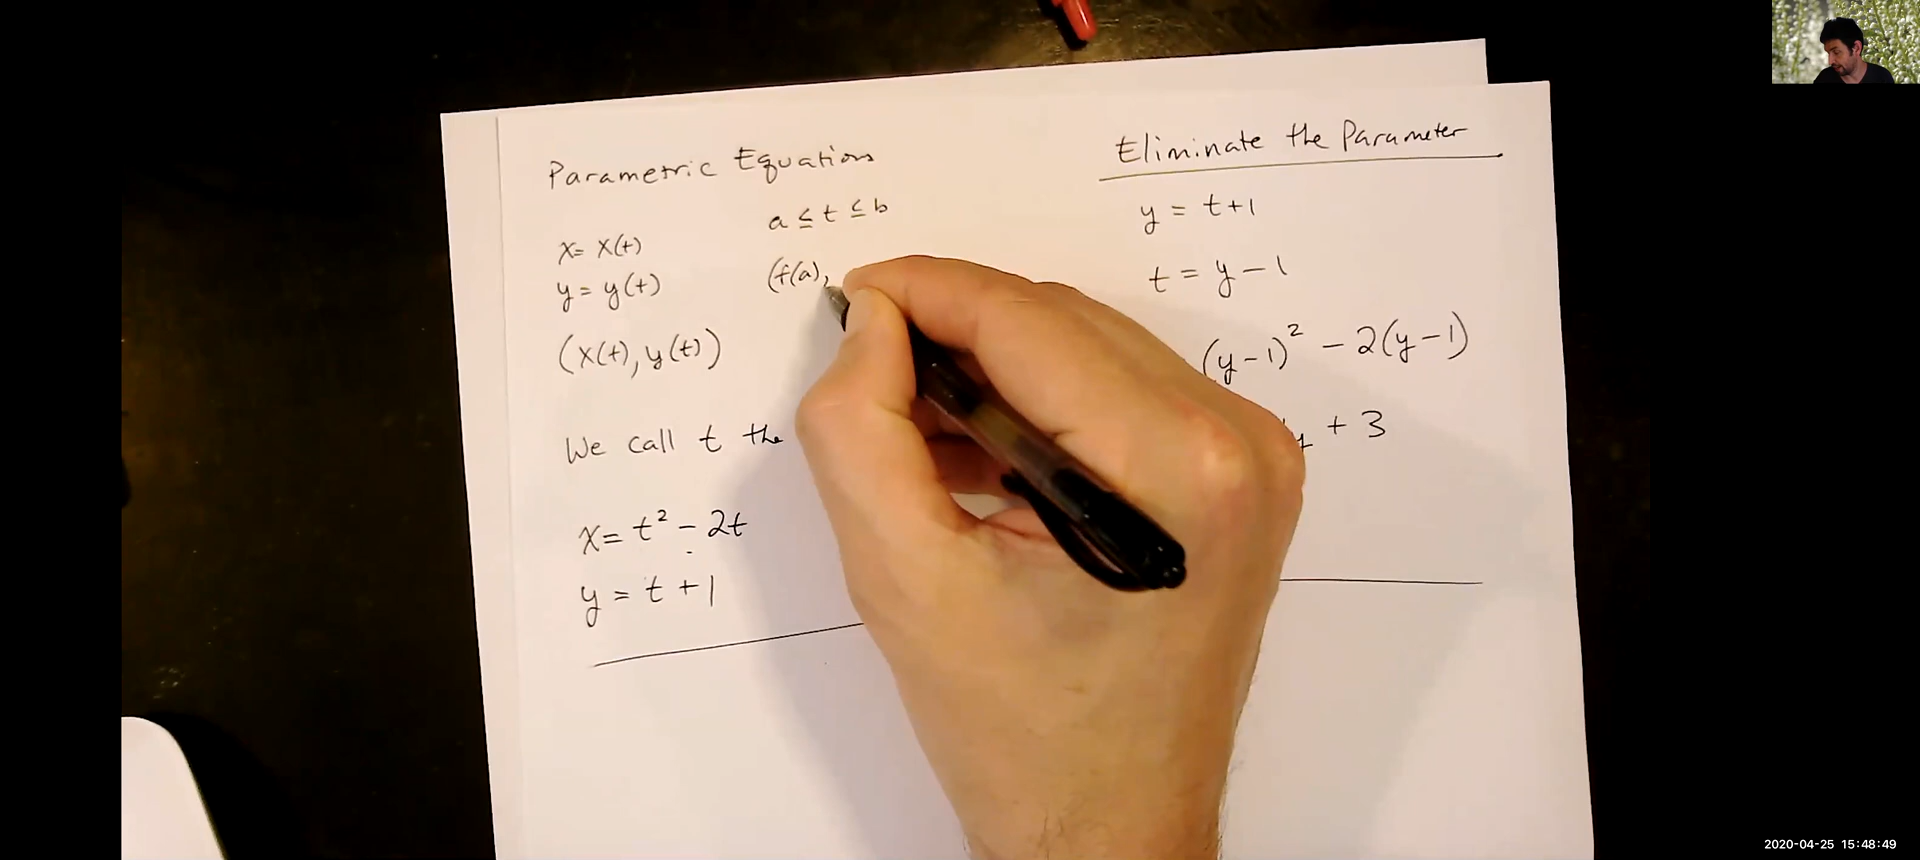 Parametric Equations
a ≤ t ≤ b
x = x(t)
y = y(t)
(f(a),
(x(t), y(t))
We call t the
x = t² - 2t
y = t + 1
Eliminate the Parameter
y = t+1
t = y - 1
(y-1)² - 2(y-1)
y + 3
2020-04-25 15:48:49